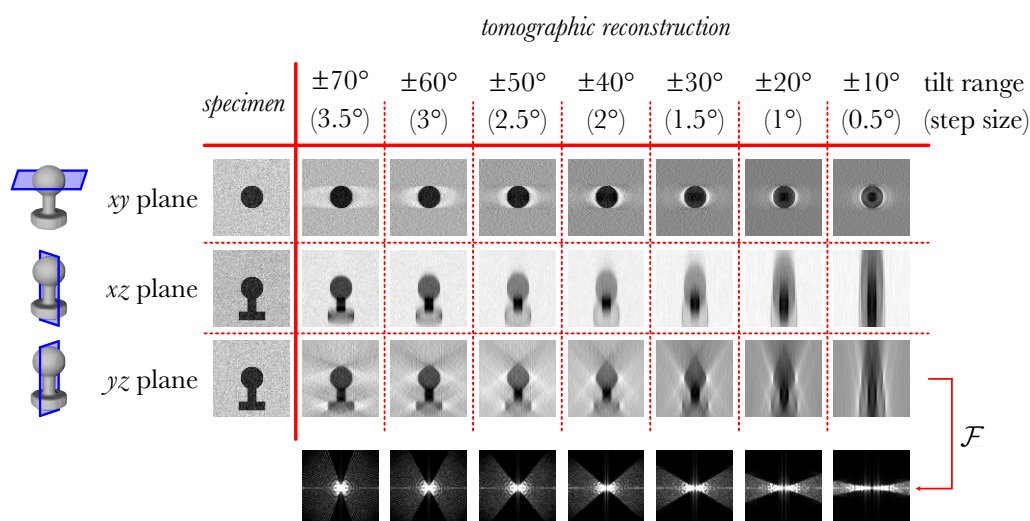 tomographic reconstruction
specimen
±70° ±60° ±50° ±40° ±30° ±20° ±10° tilt range
(3.5°) (3°) (2.5°) (2°) (1.5°) (1°) (0.5°) (step size)
xy plane
xz plane
yz plane
ℱ